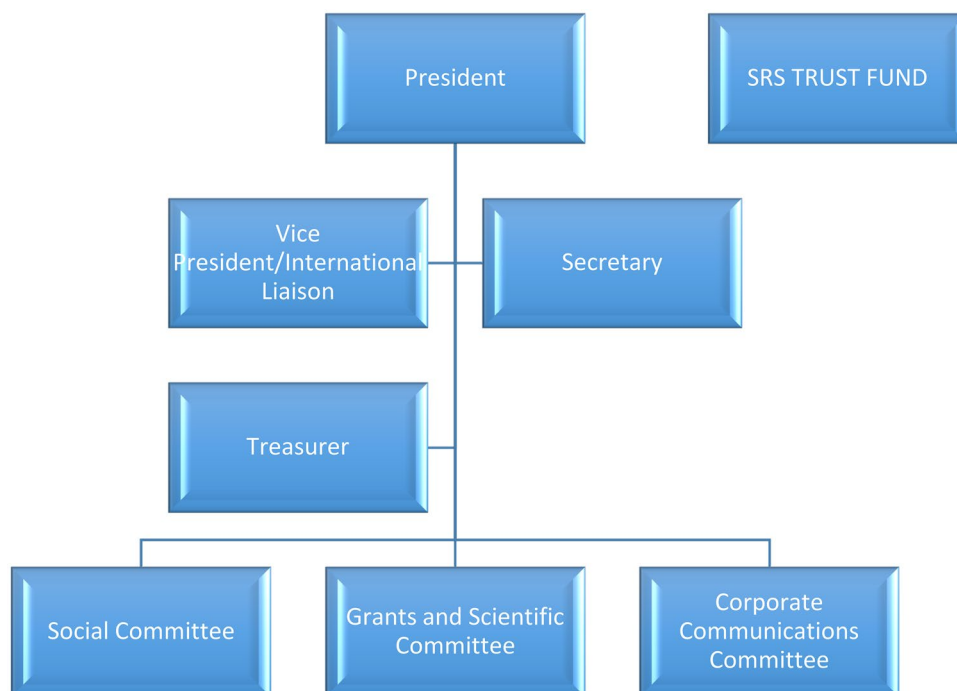 President
SRS TRUST FUND
Vice
President/International
Liaison
Secretary
Treasurer
Social Committee
Grants and Scientific
Committee
Corporate
Communications
Committee